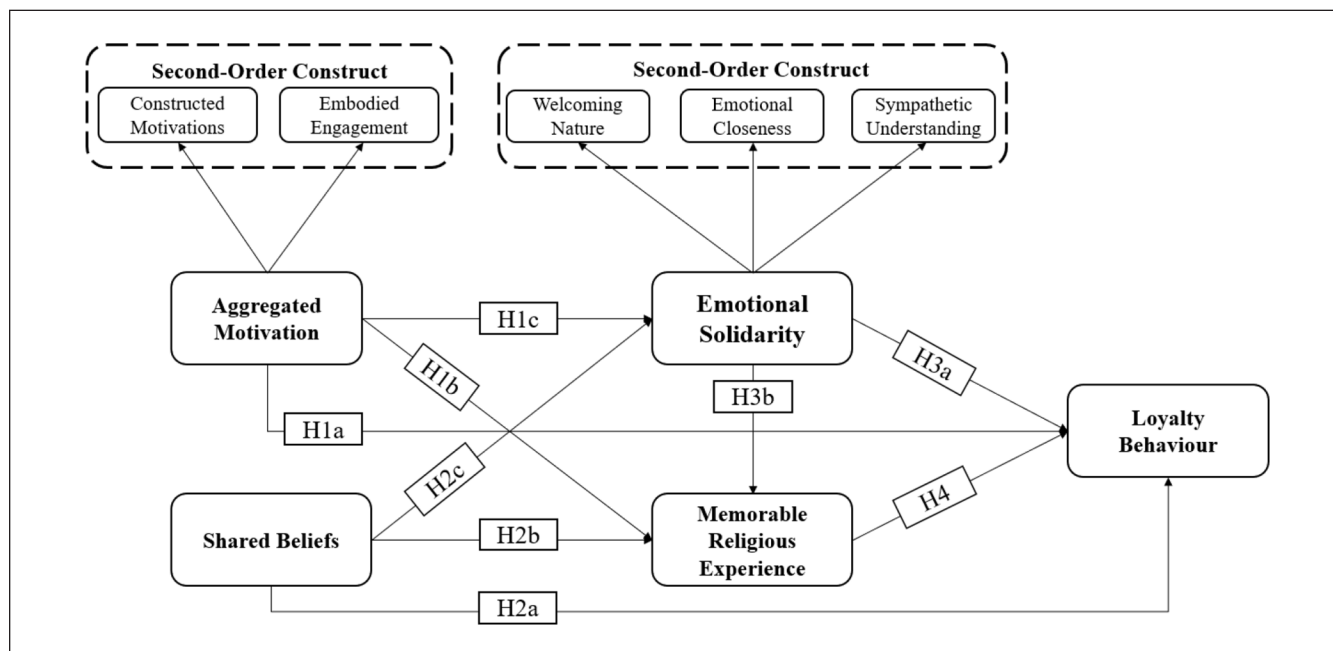 Second-Order Construct
Constructed
Motivations
Embodied
Engagement
Second-Order Construct
Welcoming
Nature
Emotional
Closeness
Sympathetic
Understanding
Aggregated
Motivation
H1c
Emotional
Solidarity
H1b
H3a
H3b
H1a
Loyalty
Behaviour
H2c
Shared Beliefs
H2b
Memorable
Religious
Experience
H4
H2a